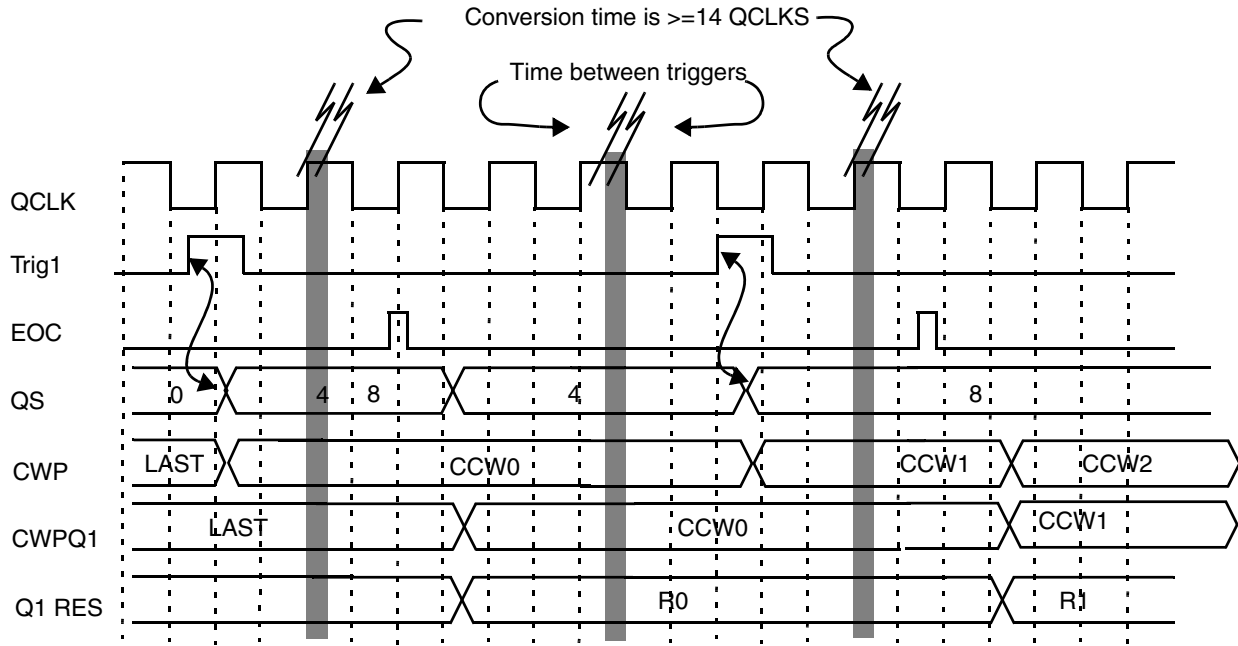 Conversion time is >=14 QCLKS
Time between triggers
QCLK
Trig1
EOC
QS 0 4 8 4 8
CWP LAST CCW0 CCW1 CCW2
CWPQ1 LAST CCW0 CCW1
Q1 RES R0 R1